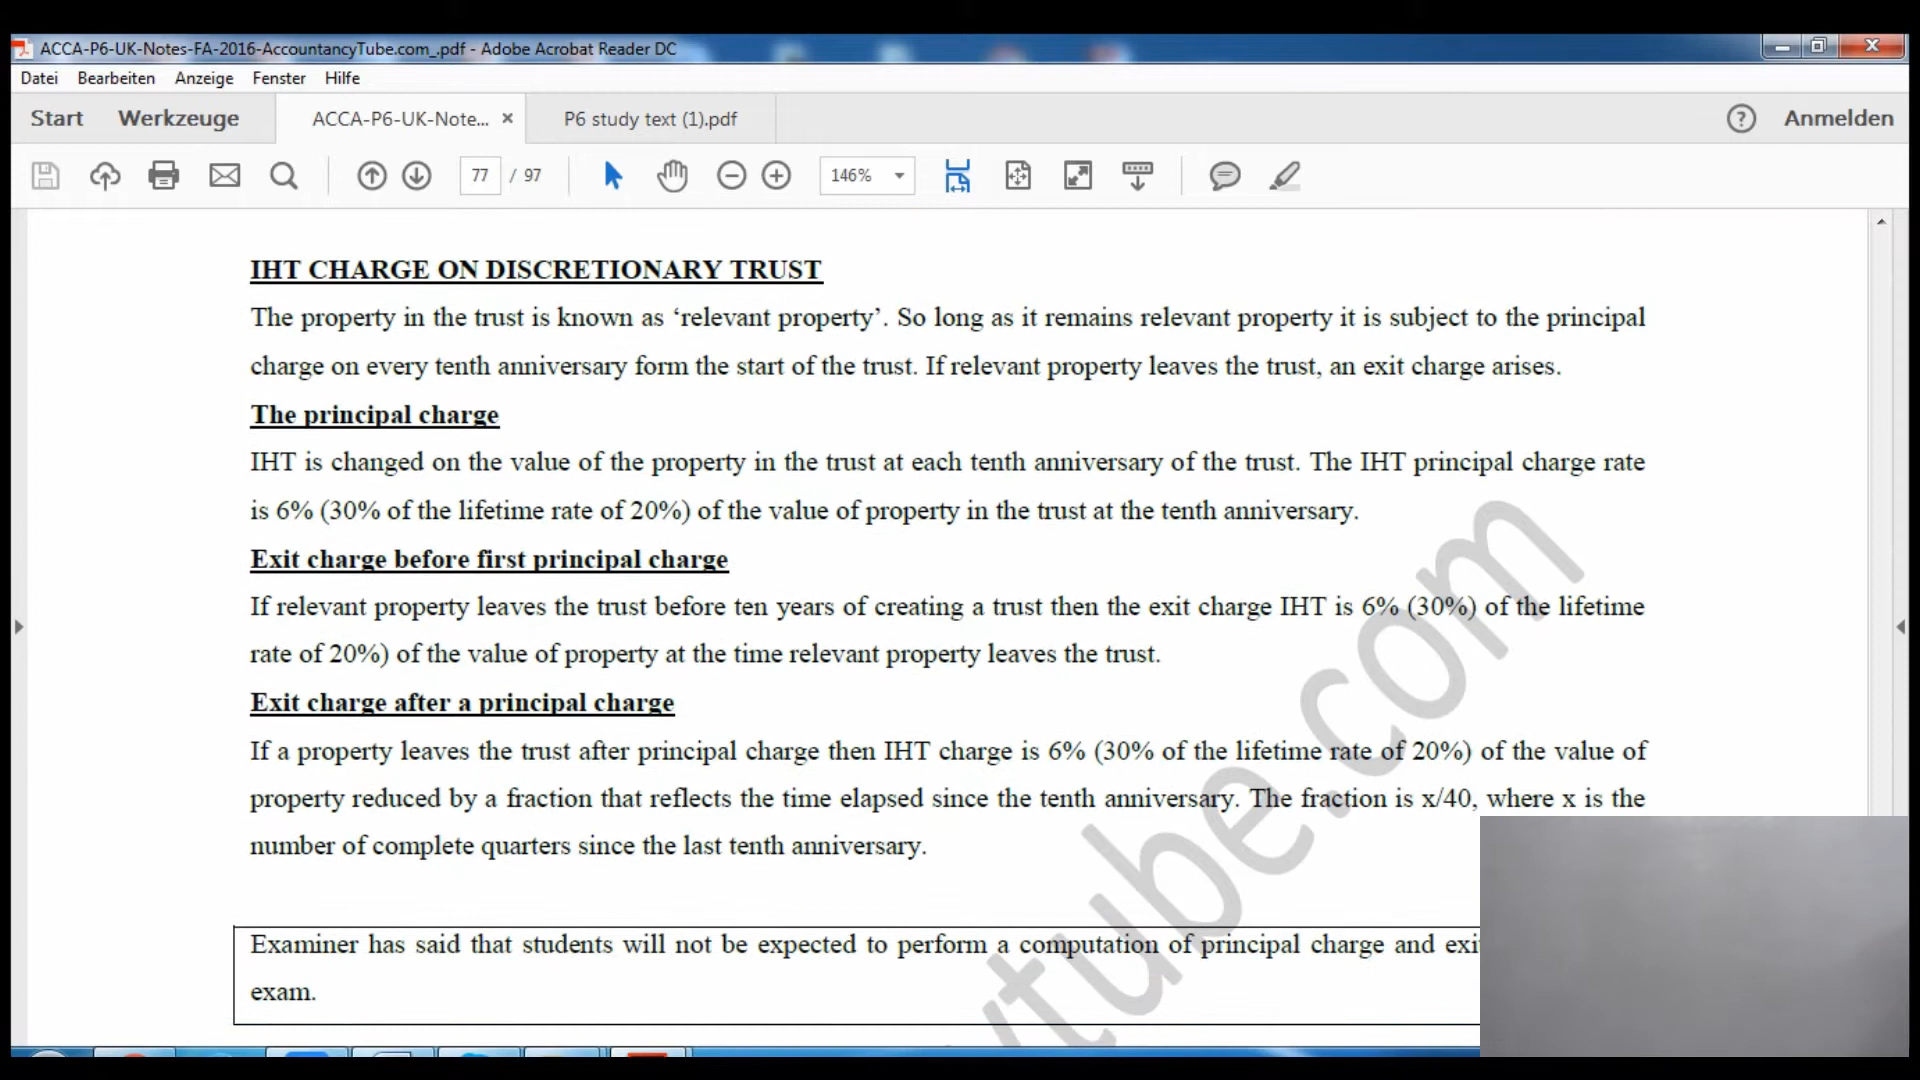 ACCA-P6-UK-Notes-FA-2016-AccountancyTube.com_.pdf - Adobe Acrobat Reader DC
Datei Bearbeiten Anzeige Fenster Hilfe
Start Werkzeuge ACCA-P6-UK-Note... × P6 study text (1).pdf ? Anmelden
77 / 97 146%
IHT CHARGE ON DISCRETIONARY TRUST
The property in the trust is known as ‘relevant property’. So long as it remains relevant property it is subject to the principal
charge on every tenth anniversary form the start of the trust. If relevant property leaves the trust, an exit charge arises.
The principal charge
IHT is changed on the value of the property in the trust at each tenth anniversary of the trust. The IHT principal charge rate
is 6% (30% of the lifetime rate of 20%) of the value of property in the trust at the tenth anniversary.
Exit charge before first principal charge
If relevant property leaves the trust before ten years of creating a trust then the exit charge IHT is 6% (30%) of the lifetime
rate of 20%) of the value of property at the time relevant property leaves the trust.
Exit charge after a principal charge
If a property leaves the trust after principal charge then IHT charge is 6% (30% of the lifetime rate of 20%) of the value of
property reduced by a fraction that reflects the time elapsed since the tenth anniversary. The fraction is x/40, where x is the
number of complete quarters since the last tenth anniversary.
Examiner has said that students will not be expected to perform a computation of principal charge and
exam.
ytube.com